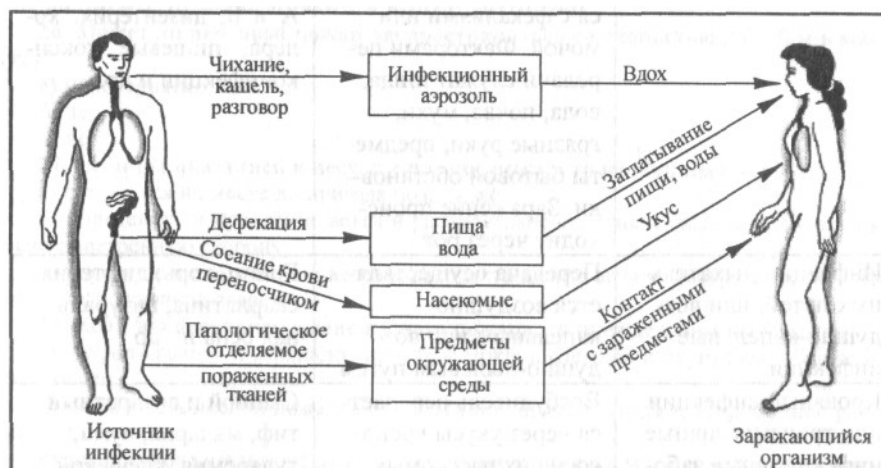 Чихание,
кашель,
разговор
Инфекционный
аэрозоль
Вдох
Заглатывание
пищи, воды
Укус
Дефекация
Пища
вода
Сосание крови
переносчиком
Насекомые
Контакт
с зараженными
предметами
Патологическое
отделяемое
пораженных
тканей
Предметы
окружающей
среды
Источник
инфекции
Заражающийся
организм